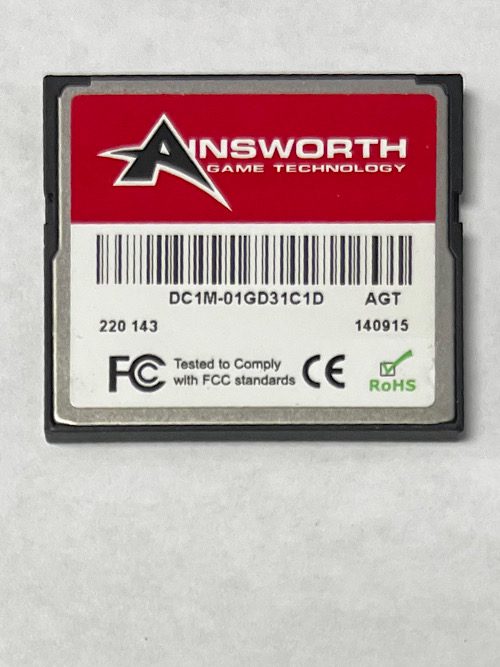 AINSWORTH
GAME TECHNOLOGY
DC1M-01GD31C1D AGT
220 143 140915
FC Tested to Comply
with FCC standards CE
RoHS